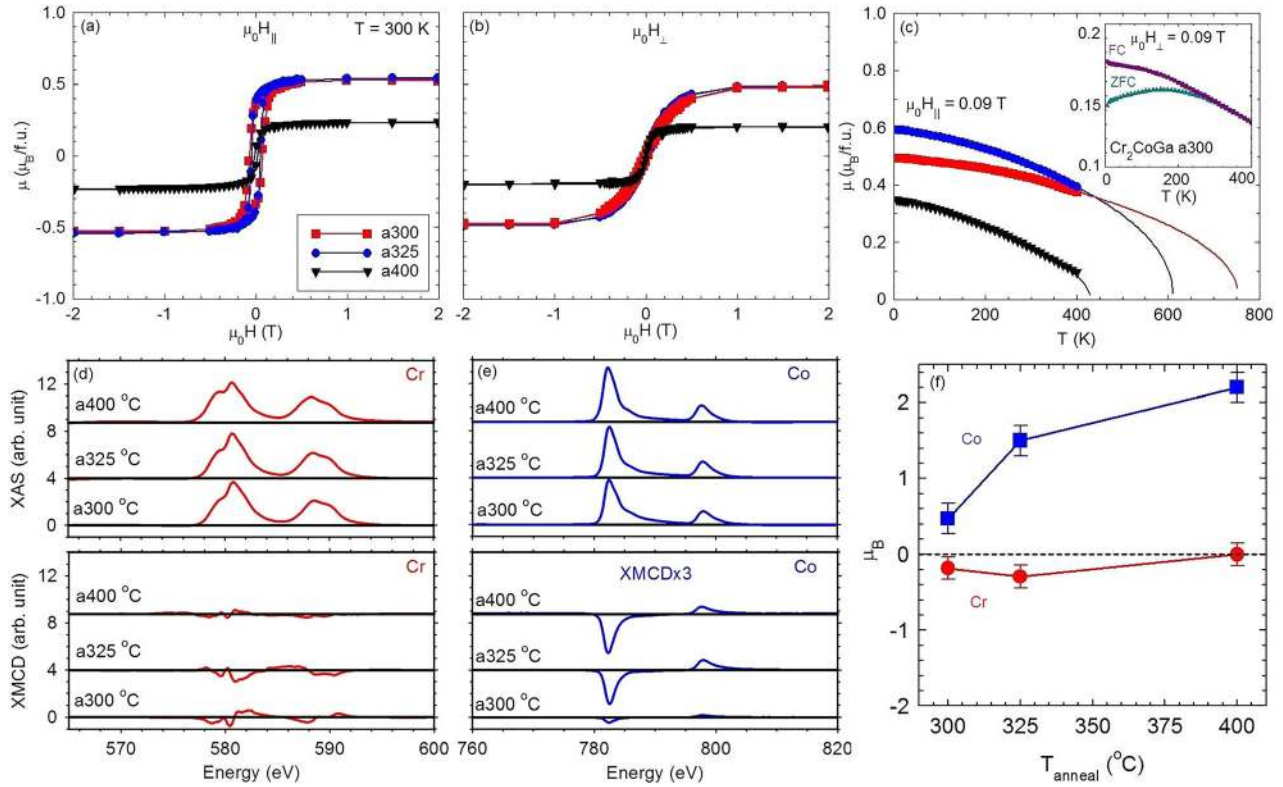 (a)
μ₀H∥
T = 300 K
μ (μB/f.u.)
1.0
0.5
0
-0.5
-1.0
a300
a325
a400
-2
-1
0
1
2
μ₀H (T)
(b)
μ₀H⊥
-2
-1
0
1
2
μ₀H (T)
(c)
μ₀H∥ = 0.09 T
μ (μB/f.u.)
1.0
0.8
0.6
0.4
0.2
0
0
200
400
600
800
T (K)
0.2
0.15
0.1
μ₀H⊥ = 0.09 T
FC
ZFC
Cr₂CoGa a300
0
200
400
T (K)
(d)
Cr
XAS (arb. unit)
12
8
4
0
a400 °C
a325 °C
a300 °C
Cr
XMCD (arb. unit)
12
8
4
0
a400 °C
a325 °C
a300 °C
570
580
590
600
Energy (eV)
(e)
Co
a400 °C
a325 °C
a300 °C
XMCDx3
Co
a400 °C
a325 °C
a300 °C
760
780
800
820
Energy (eV)
(f)
μB
2
1
0
-1
-2
Co
Cr
300
325
350
375
400
Tanneal (°C)